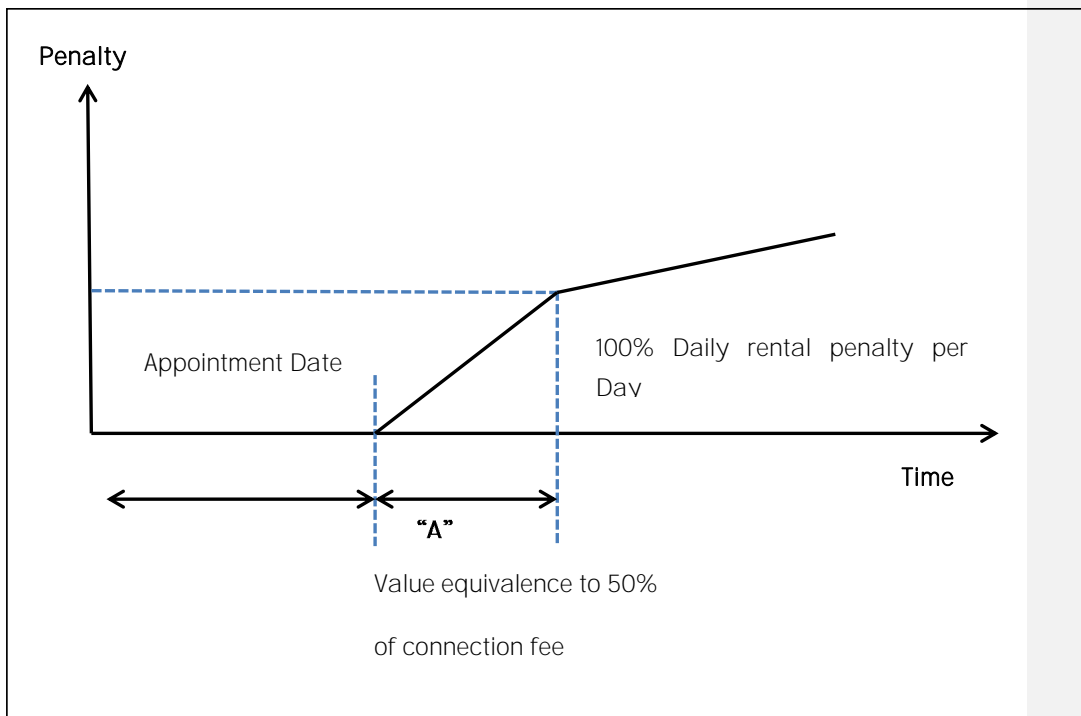 Penalty
Appointment Date
100% Daily rental penalty per
Day
Time
“A”
Value equivalence to 50%
of connection fee